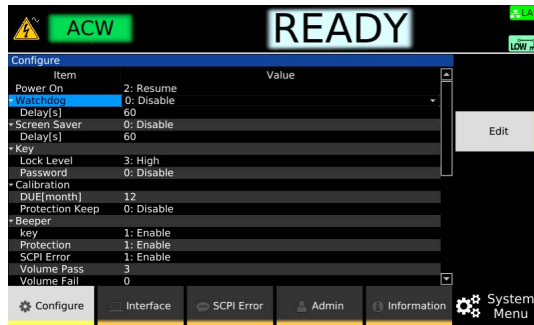 ACW
READY
LA
LOW
Configure
Item Value
Power On 2: Resume
Watchdog 0: Disable
Delay[s] 60
Screen Saver 0: Disable
Delay[s] 60
Edit
Key
Lock Level 3: High
Password 0: Disable
Calibration
DUE[month] 12
Protection Keep 0: Disable
Beeper
key 1: Enable
Protection 1: Enable
SCPI Error 1: Enable
Volume Pass 3
Volume Fail 0
Configure Interface SCPI Error Admin Information System
Menu